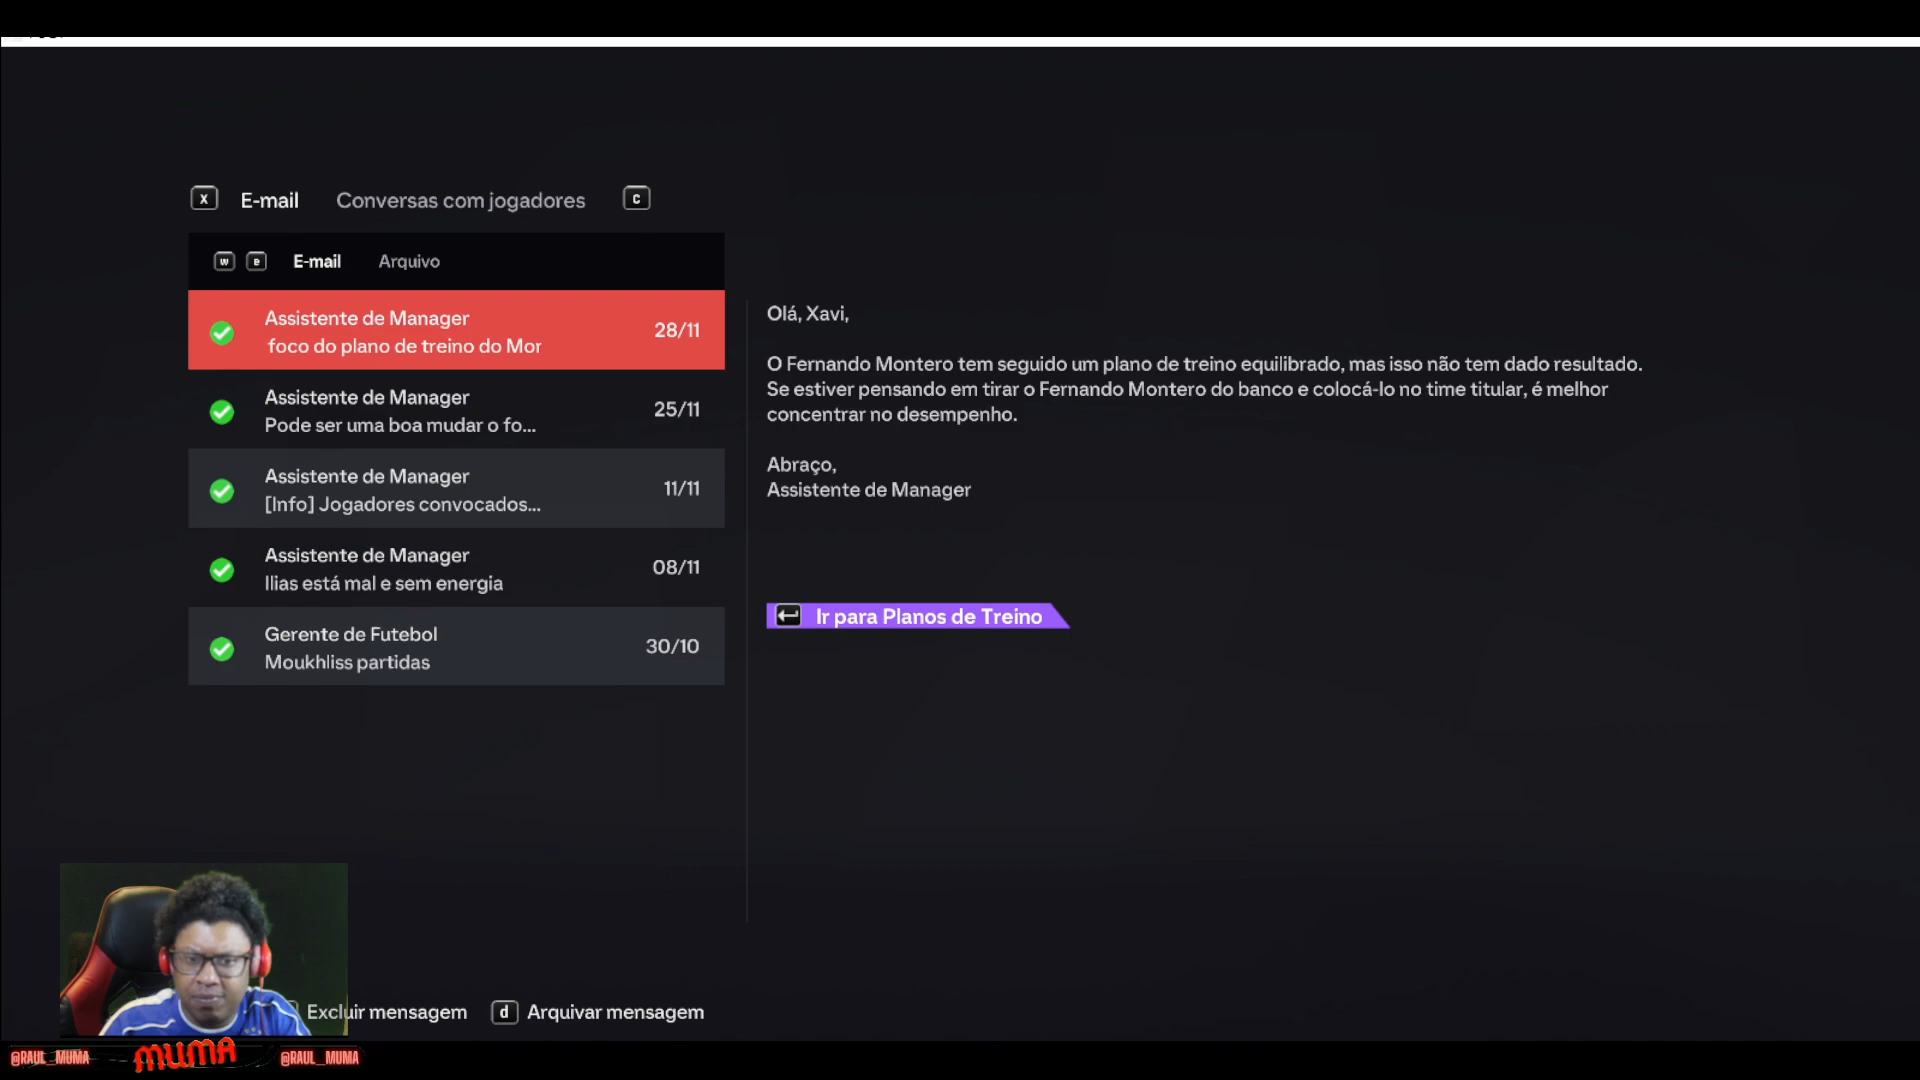 X E-mail Conversas com jogadores C
W e E-mail Arquivo
Assistente de Manager
foco do plano de treino do Mor
28/11
Assistente de Manager
Pode ser uma boa mudar o fo...
25/11
Assistente de Manager
[Info] Jogadores convocados...
11/11
Assistente de Manager
Ilias está mal e sem energia
08/11
Gerente de Futebol
Moukhliss partidas
30/10
Olá, Xavi,
O Fernando Montero tem seguido um plano de treino equilibrado, mas isso não tem dado resultado.
Se estiver pensando em tirar o Fernando Montero do banco e colocá-lo no time titular, é melhor
concentrar no desempenho.
Abraço,
Assistente de Manager
Ir para Planos de Treino
Excluir mensagem d Arquivar mensagem
@RAUL_MUMA MUMA @RAUL_MUMA